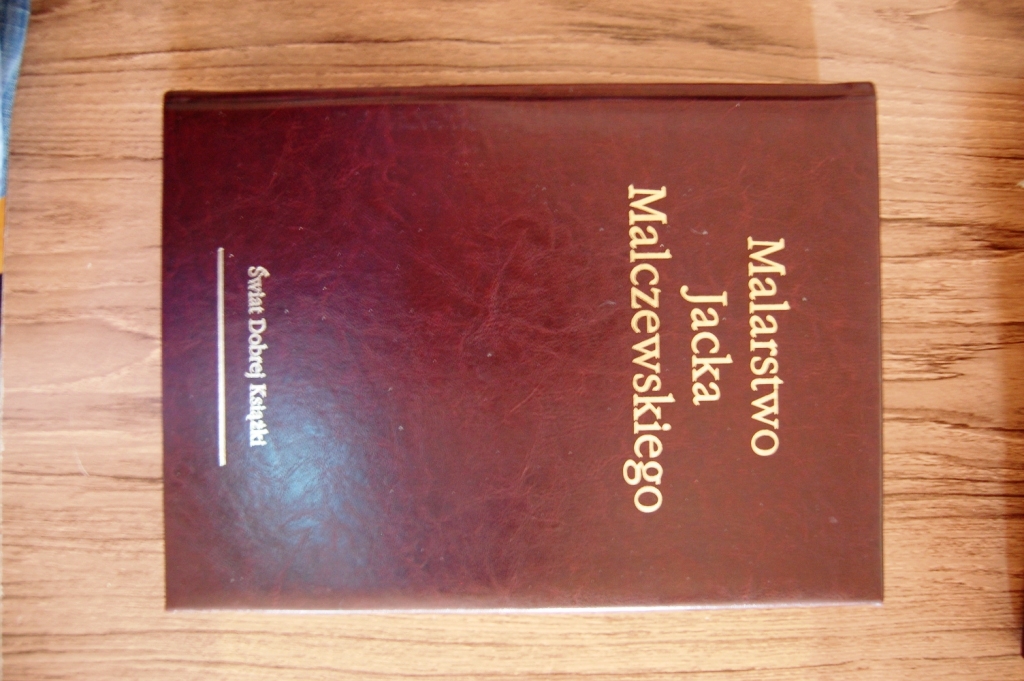 Malarstwo
Jacka
Malczewskiego
Świat Dobrej Książki